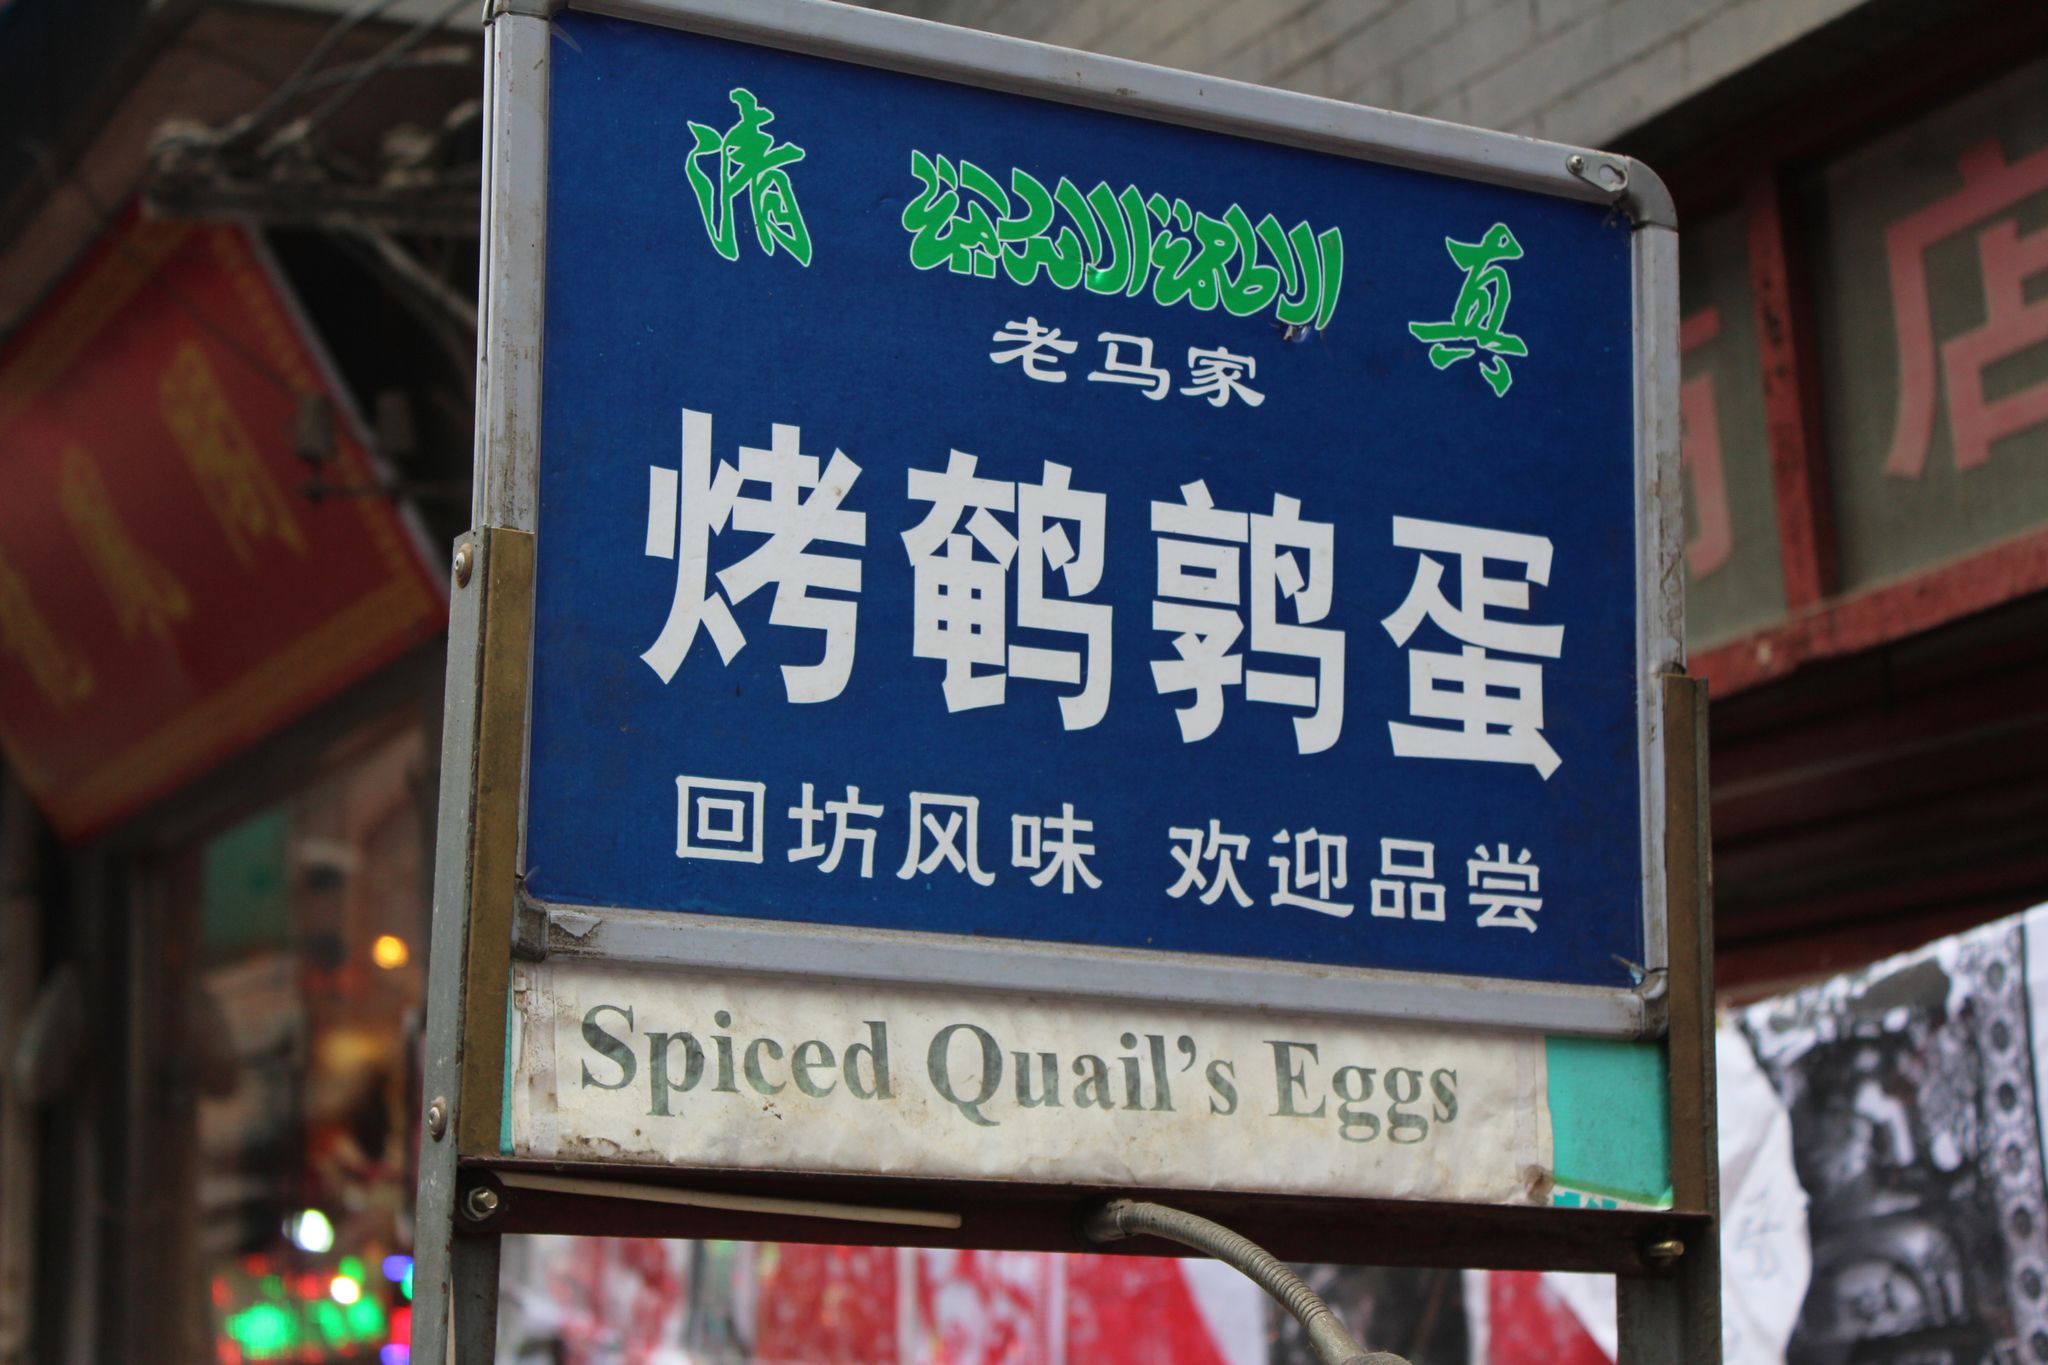 清 真
老马家
烤鹌鹑蛋
回坊风味 欢迎品尝
Spiced Quail's Eggs
店